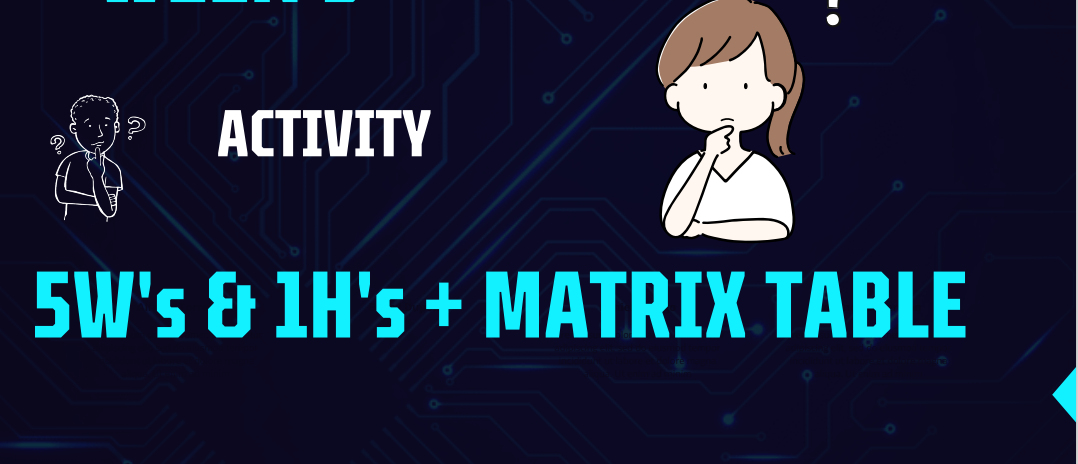 ACTIVITY
5W's & 1H's + MATRIX TABLE